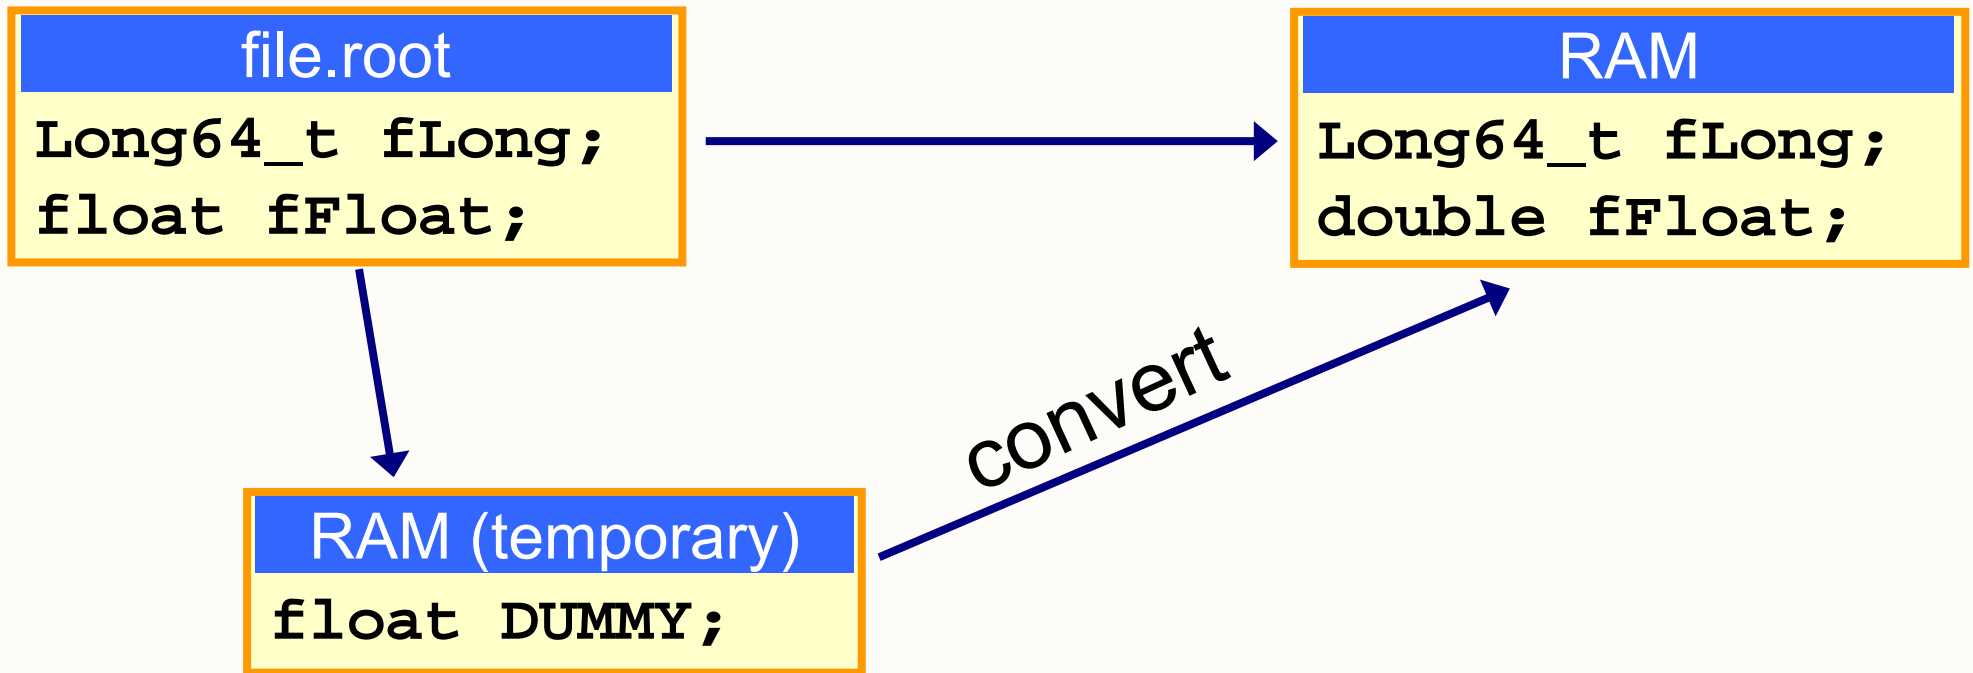 file.root
Long64_t fLong;
float fFloat;
RAM
Long64_t fLong;
double fFloat;
convert
RAM (temporary)
float DUMMY;